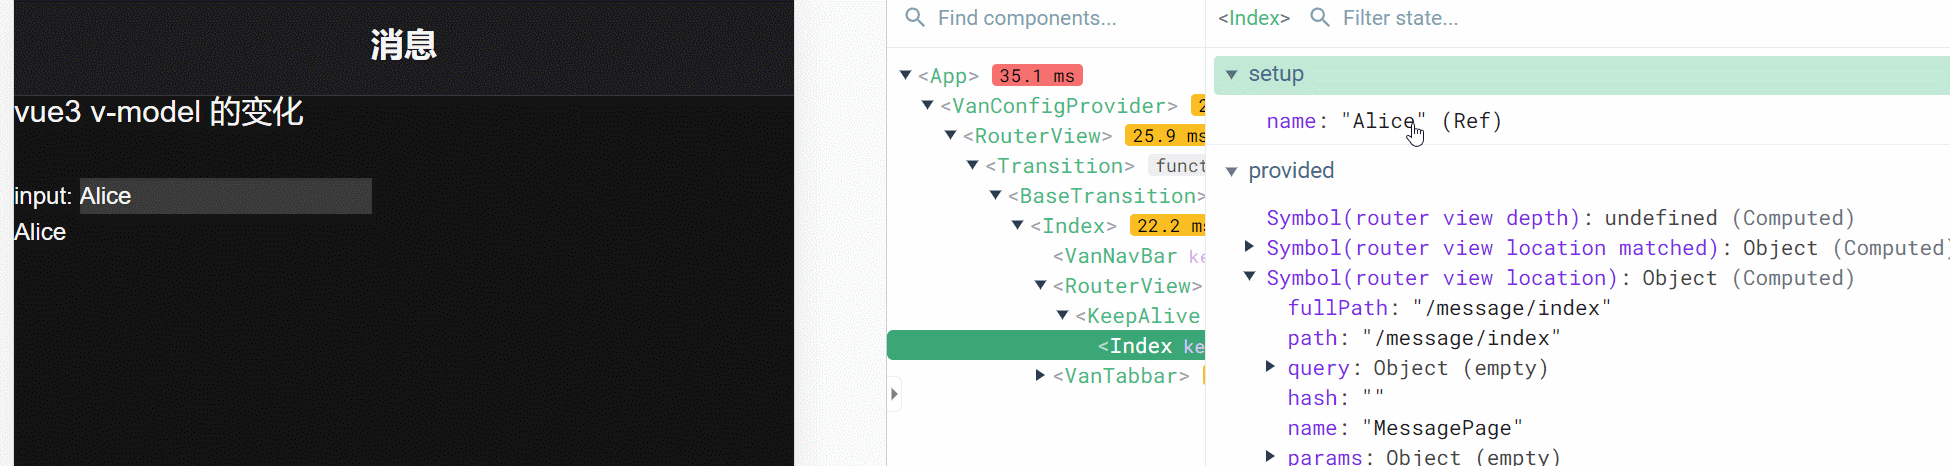 消息
vue3 v-model 的变化
input: Alice
Alice
Find components...
<App> 35.1 ms
<VanConfigProvider> 2
<RouterView> 25.9 ms
<Transition> funct
<BaseTransition>
<Index> 22.2 ms
<VanNavBar ke
<RouterView>
<KeepAlive
<Index ke
<VanTabbar>
<Index> Filter state...
setup
name: "Alice" (Ref)
provided
Symbol(router view depth): undefined (Computed)
Symbol(router view location matched): Object (Computed)
Symbol(router view location): Object (Computed)
fullPath: "/message/index"
path: "/message/index"
query: Object (empty)
hash: ""
name: "MessagePage"
params: Object (empty)